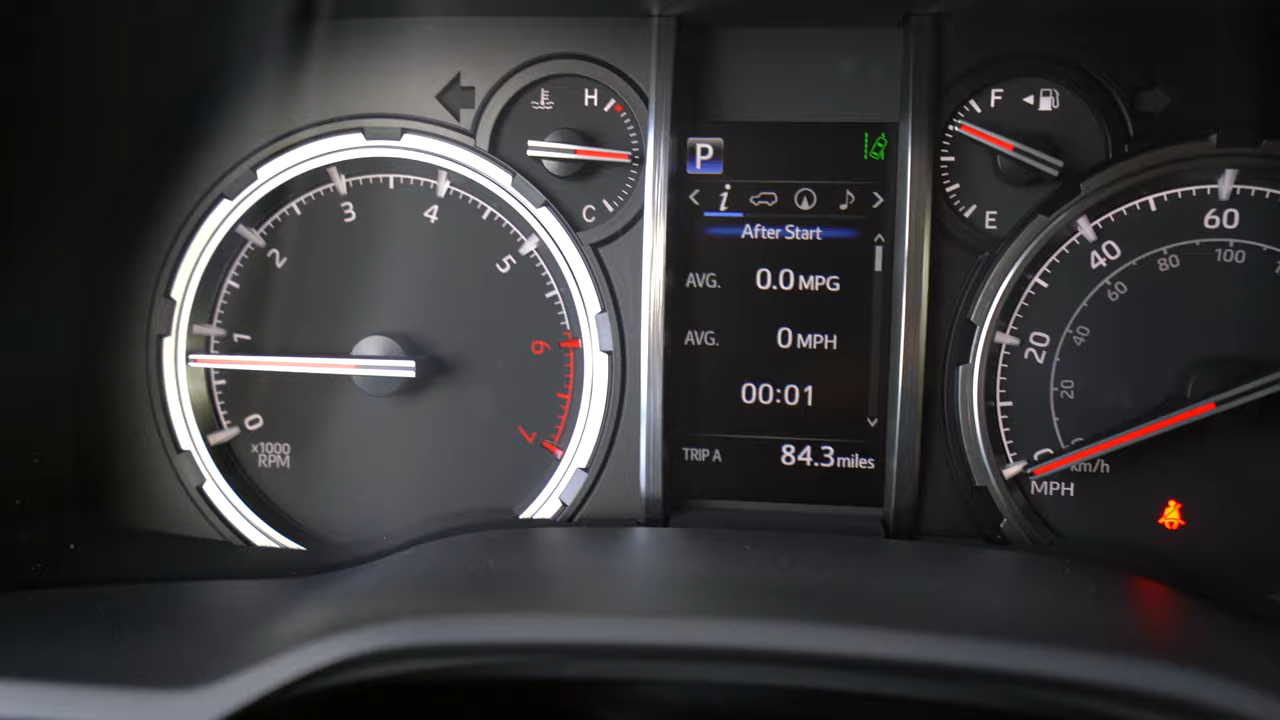 0
1
2
3
4
5
6
7
x1000
RPM
H
C
P
i
After Start
AVG. 0.0 MPG
AVG. 0 MPH
00:01
TRIP A 84.3 miles
F
E
20
40
60
20
40
60
80
100
km/h
MPH